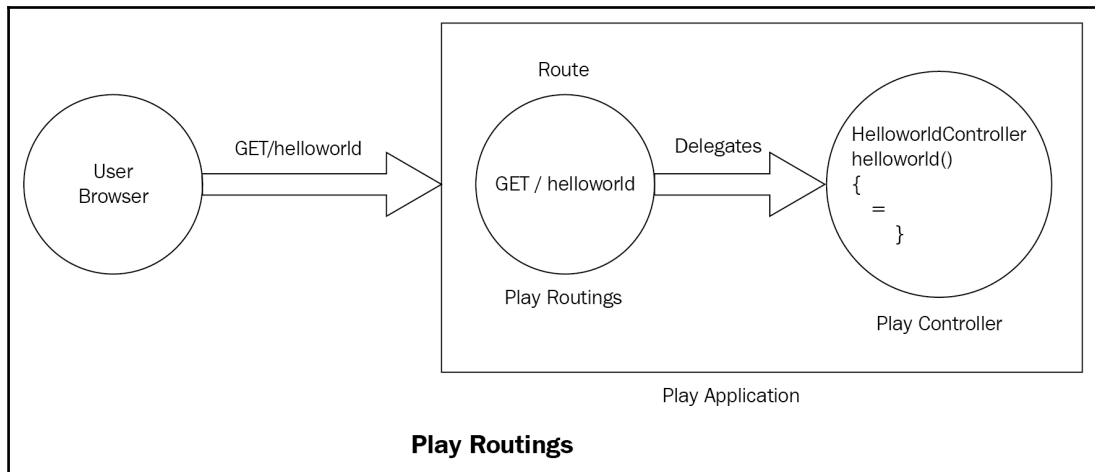 User
Browser
GET/helloworld
Route
GET / helloworld
Play Routings
Delegates
HelloworldController
helloworld()
{
=
}
Play Controller
Play Application
Play Routings